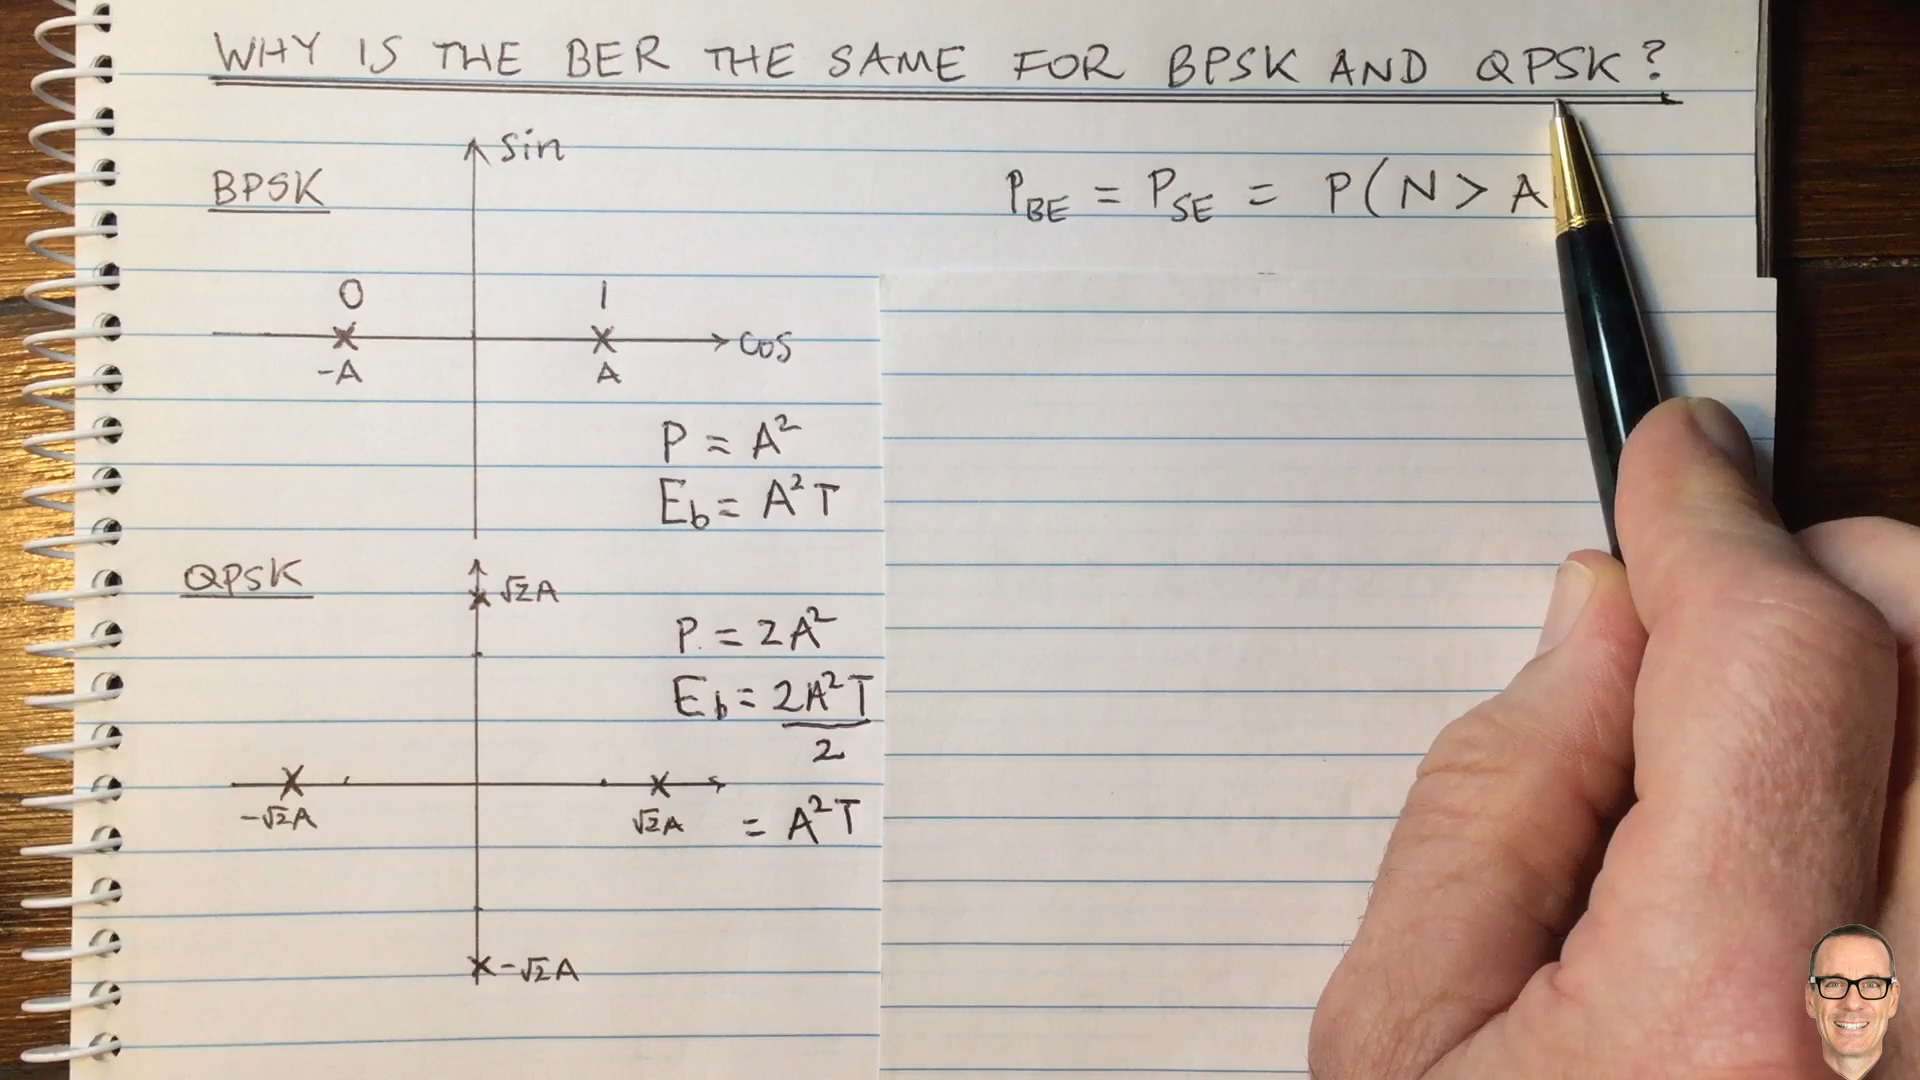 WHY IS THE BER THE SAME FOR BPSK AND QPSK?
sin
BPSK
P_BE = P_SE = P(N > A
0
1
cos
-A
A
P = A²
E_b = A²T
QPSK
√2A
P = 2A²
E_b = 2A²T
2
-√2A
√2A
= A²T
-√2A